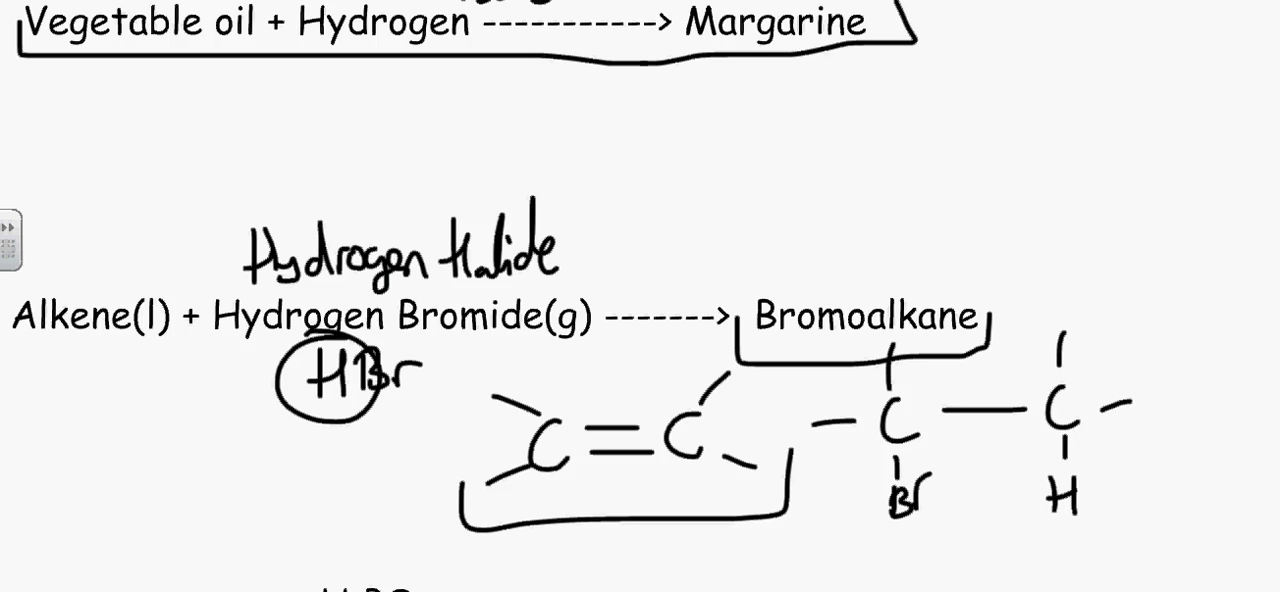 Vegetable oil + Hydrogen -----------> Margarine
Hydrogen Halide
Alkene(l) + Hydrogen Bromide(g) -------> Bromoalkane
HBr
C = C
- C — C -
Br H